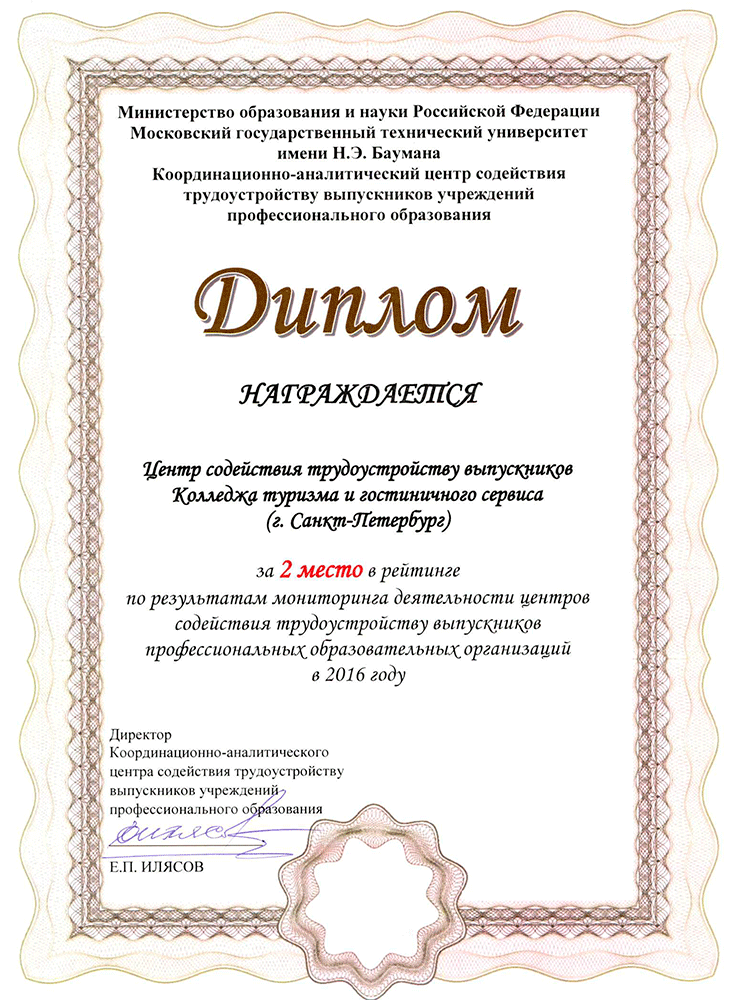 Министерство образования и науки Российской Федерации
Московский государственный технический университет
имени Н.Э. Баумана
Координационно-аналитический центр содействия
трудоустройству выпускников учреждений
профессионального образования
Диплом
НАГРАЖДАЕТСЯ
Центр содействия трудоустройству выпускников
Колледжа туризма и гостиничного сервиса
(г. Санкт-Петербург)
за 2 место в рейтинге
по результатам мониторинга деятельности центров
содействия трудоустройству выпускников
профессиональных образовательных организаций
в 2016 году
Директор
Координационно-аналитического
центра содействия трудоустройству
выпускников учреждений
профессионального образования
Е.П. ИЛЯСОВ